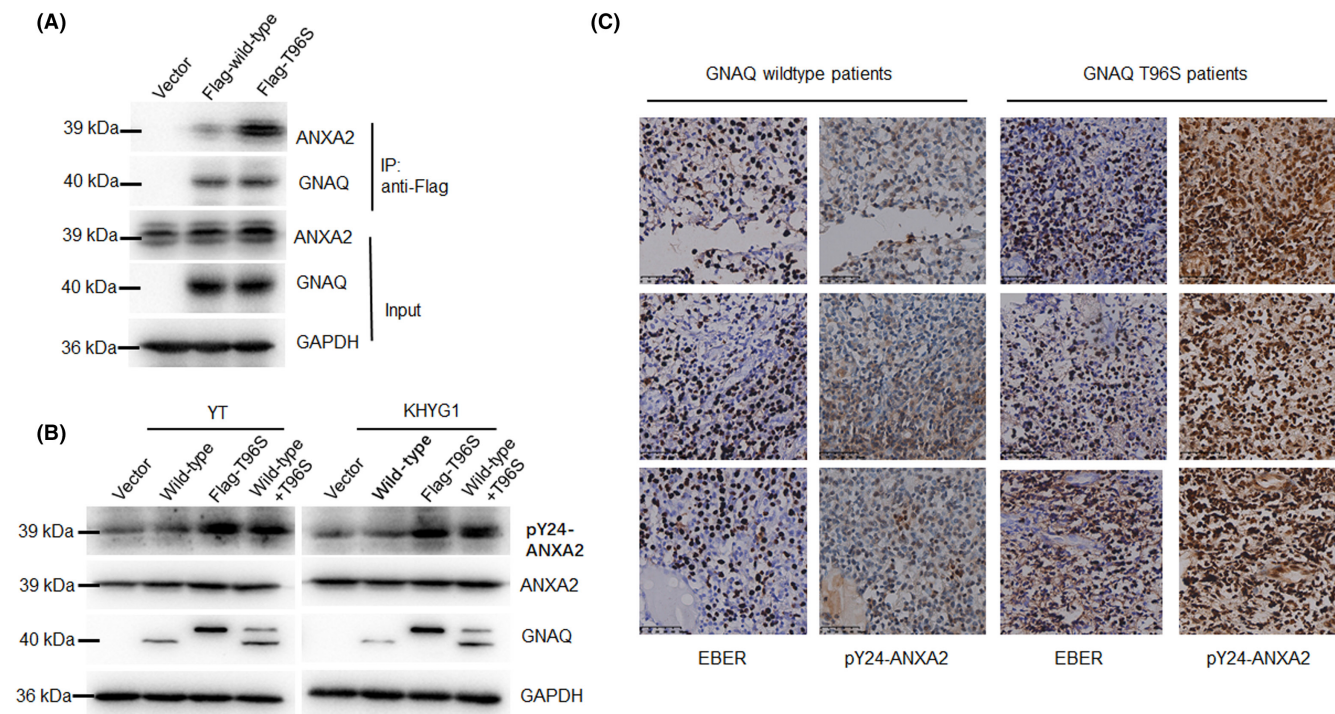 (A)
Vector
Flag-wild-type
Flag-T96S
39 kDa
ANXA2
40 kDa
GNAQ
IP:
anti-Flag
39 kDa
ANXA2
40 kDa
GNAQ
Input
36 kDa
GAPDH
(B)
YT
KHYG1
Vector
Wild-type
Flag-T96S
Wild-type
+T96S
Vector
Wild-type
Flag-T96S
Wild-type
+T96S
39 kDa
pY24-
ANXA2
39 kDa
ANXA2
40 kDa
GNAQ
36 kDa
GAPDH
(C)
GNAQ wildtype patients
GNAQ T96S patients
EBER
pY24-ANXA2
EBER
pY24-ANXA2